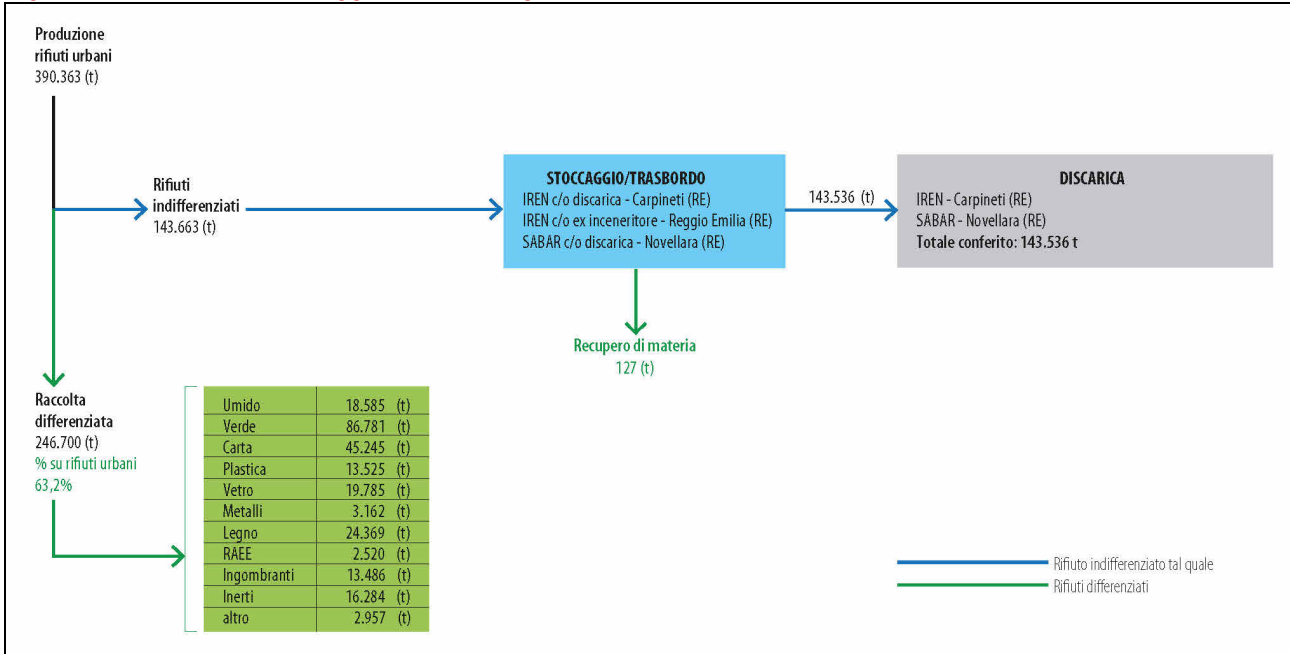 Produzione
rifiuti urbani
390.363 (t)
Rifiuti
indifferenziati
143.663 (t)
STOCCAGGIO/TRASBORDO
IREN c/o discarica - Carpineti (RE)
IREN c/o ex inceneritore - Reggio Emilia (RE)
SABAR c/o discarica - Novellara (RE)
143.536 (t)
DISCARICA
IREN - Carpineti (RE)
SABAR - Novellara (RE)
Totale conferito: 143.536 t
Recupero di materia
127 (t)
Raccolta
differenziata
246.700 (t)
% su rifiuti urbani
63,2%
Umido 18.585 (t)
Verde 86.781 (t)
Carta 45.245 (t)
Plastica 13.525 (t)
Vetro 19.785 (t)
Metalli 3.162 (t)
Legno 24.369 (t)
RAEE 2.520 (t)
Ingombranti 13.486 (t)
Inerti 16.284 (t)
altro 2.957 (t)
Rifiuto indifferenziato tal quale
Rifiuti differenziati